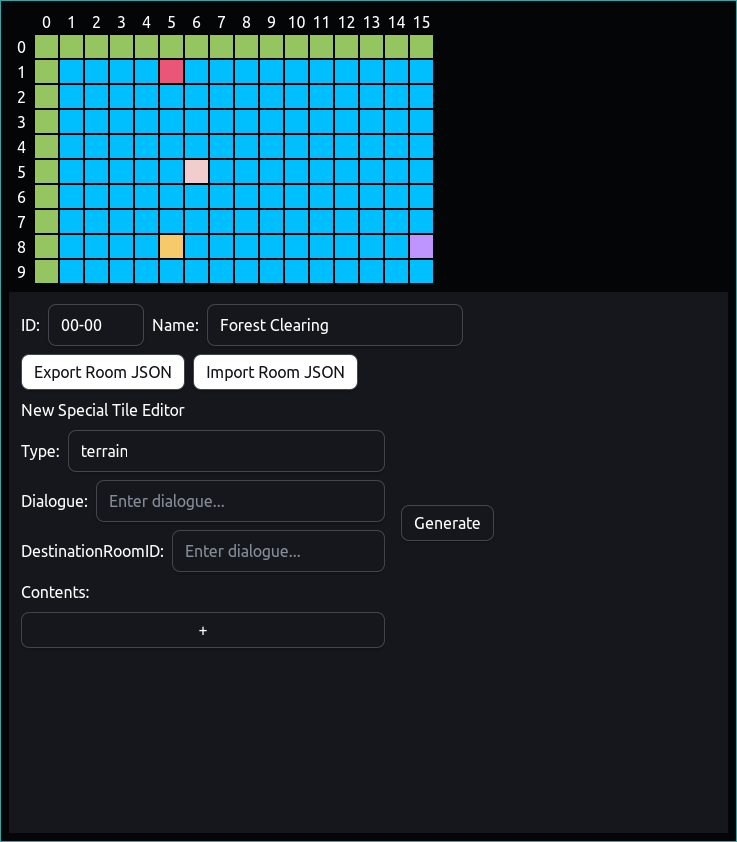 0 1 2 3 4 5 6 7 8 9 10 11 12 13 14 15
0
1
2
3
4
5
6
7
8
9
ID: 00-00 Name: Forest Clearing
Export Room JSON Import Room JSON
New Special Tile Editor
Type: terrain
Dialogue: Enter dialogue...
Generate
DestinationRoomID: Enter dialogue...
Contents:
+